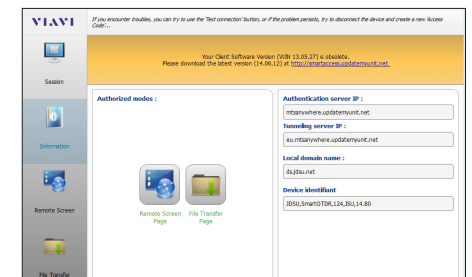 VIAVI
If you encounter troubles, you can try to use the 'Test connection' button, or if the problem persists, try to disconnect the device and create a new 'Access
Code'...
Your Client Software Version (WIN 13.05.27) is obsolete.
Please download the latest version (14.06.12) at http://smartaccess.updatemyunit.net
Session
Information
Remote Screen
File Transfer
Authorized modes :
Remote Screen
Page
File Transfer
Page
Authentication server IP :
mtsanywhere.updatemyunit.net
Tunneling server IP :
eu.mtsanywhere.updatemyunit.net
Local domain name :
ds.jdsu.net
Device identifiant
JDSU,SmartOTDR,124,ISU,14.80